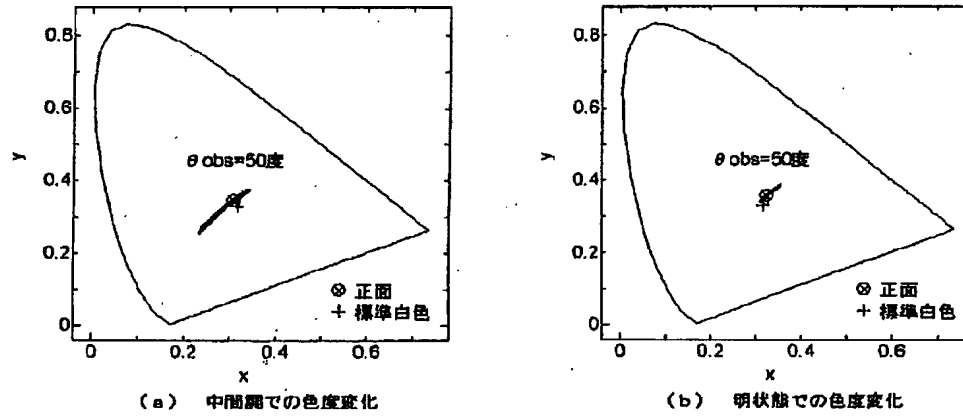 0.8
0.6
y
0.4
0.2
0
θ obs=50度
⊗ 正面
+ 標準白色
0 0.2 0.4 0.6
x
(a) 中間調での色度変化
0.8
0.6
y
0.4
0.2
0
θ obs=50度
⊗ 正面
+ 標準白色
0 0.2 0.4 0.6
x
(b) 明状態での色度変化